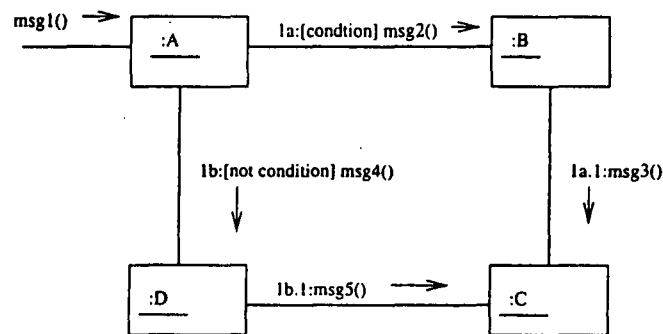 msg1()
:A
1a:[condtion] msg2()
:B
1b:[not condition] msg4()
1a.1:msg3()
:D
1b.1:msg5()
:C